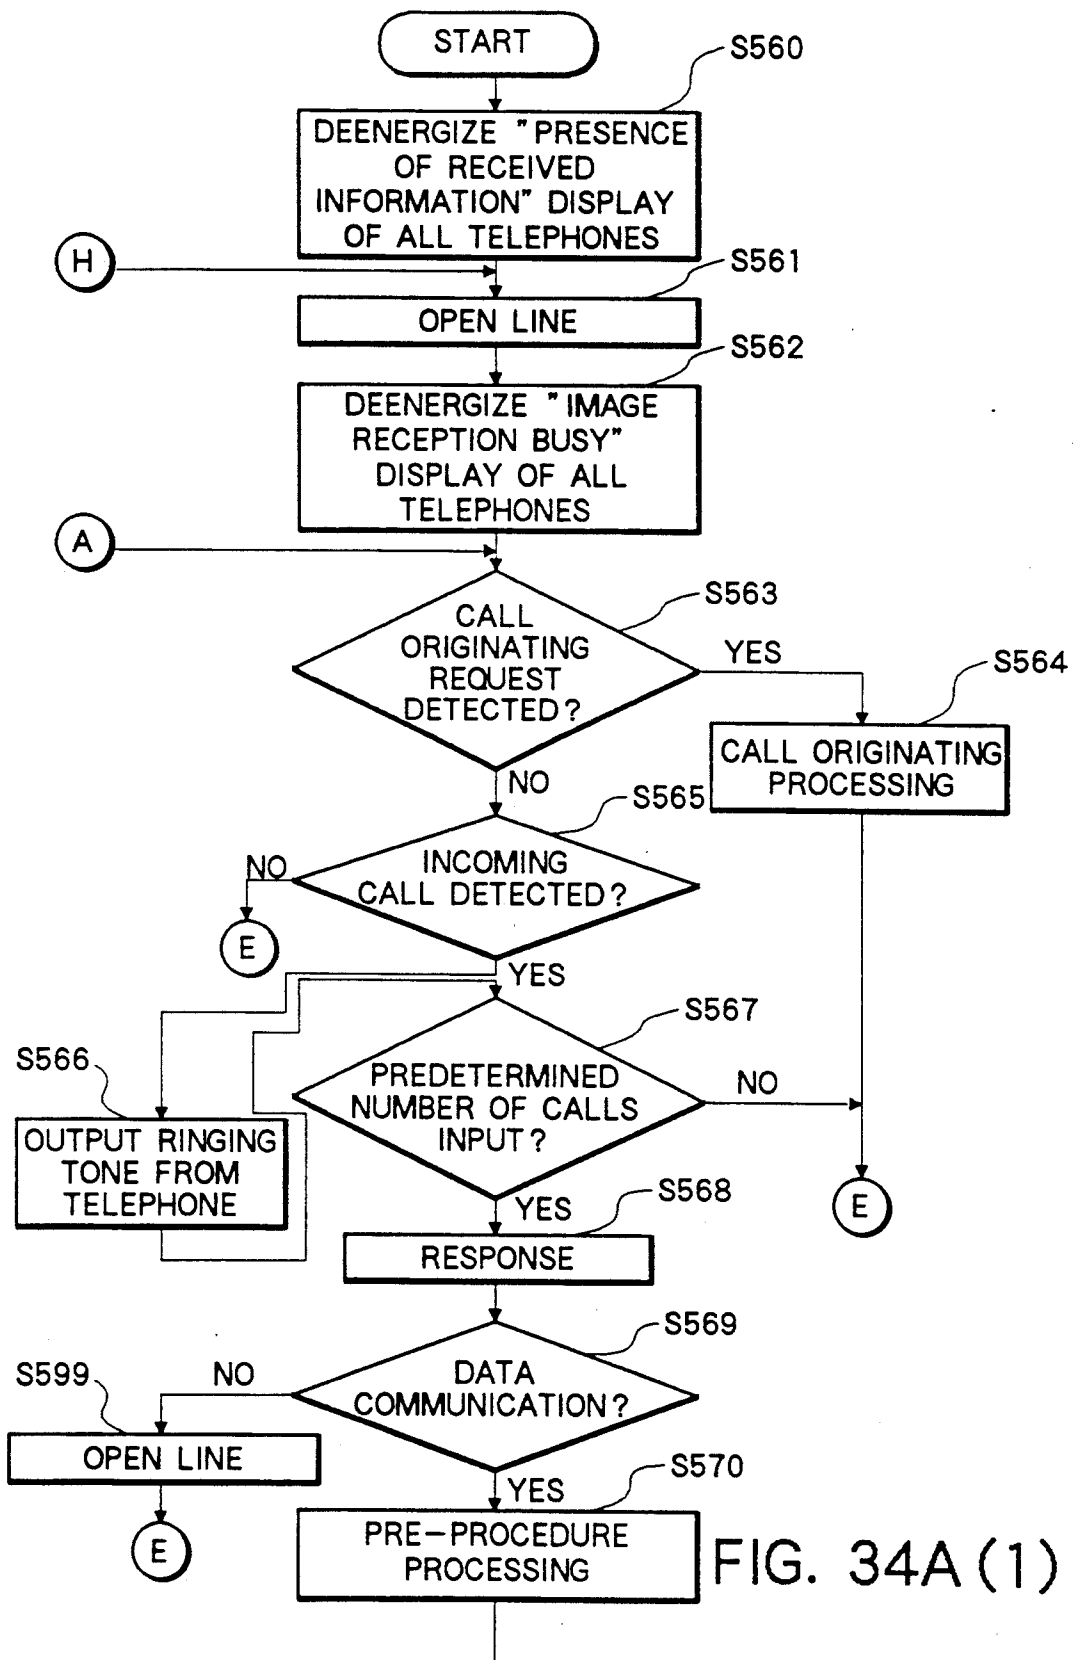 START
S560
DEENERGIZE "PRESENCE
OF RECEIVED
INFORMATION" DISPLAY
OF ALL TELEPHONES
H
S561
OPEN LINE
S562
DEENERGIZE "IMAGE
RECEPTION BUSY"
DISPLAY OF ALL
TELEPHONES
A
S563
CALL
ORIGINATING
REQUEST
DETECTED?
YES
S564
CALL ORIGINATING
PROCESSING
NO
S565
INCOMING
CALL DETECTED?
NO
E
YES
S567
PREDETERMINED
NUMBER OF CALLS
INPUT?
NO
S566
OUTPUT RINGING
TONE FROM
TELEPHONE
E
YES
S568
RESPONSE
S569
DATA
COMMUNICATION?
NO
S599
OPEN LINE
E
YES
S570
PRE-PROCEDURE
PROCESSING
FIG. 34A (1)